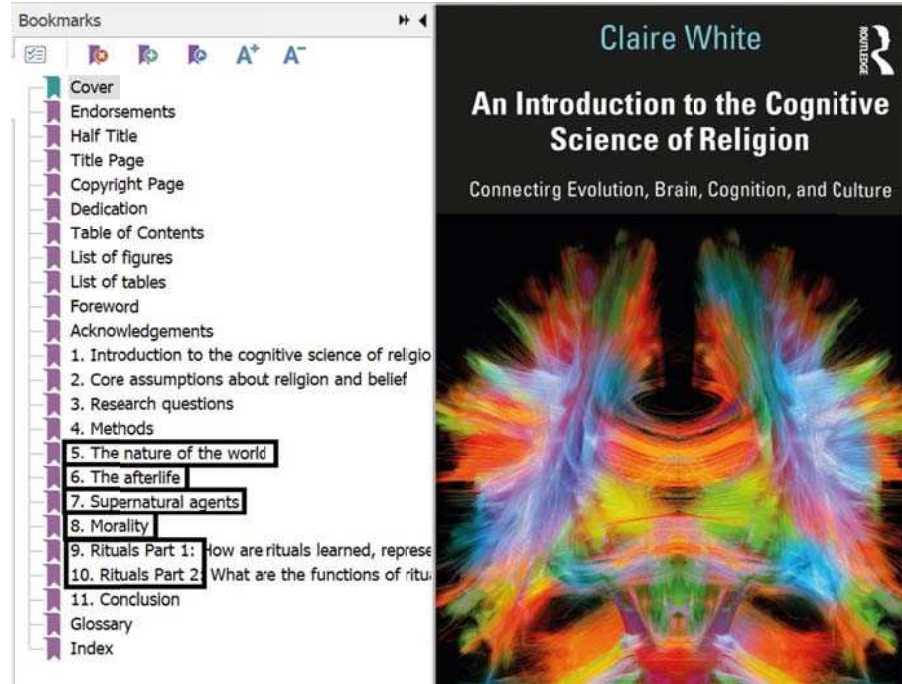 Bookmarks
A+ A-
Cover
Endorsements
Half Title
Title Page
Copyright Page
Dedication
Table of Contents
List of figures
List of tables
Foreword
Acknowledgements
1. Introduction to the cognitive science of religio
2. Core assumptions about religion and belief
3. Research questions
4. Methods
5. The nature of the world
6. The afterlife
7. Supernatural agents
8. Morality
9. Rituals Part 1: How are rituals learned, represe
10. Rituals Part 2: What are the functions of ritu
11. Conclusion
Glossary
Index
Claire White
ROUTLEDGE
An Introduction to the Cognitive
Science of Religion
Connecting Evolution, Brain, Cognition, and Culture